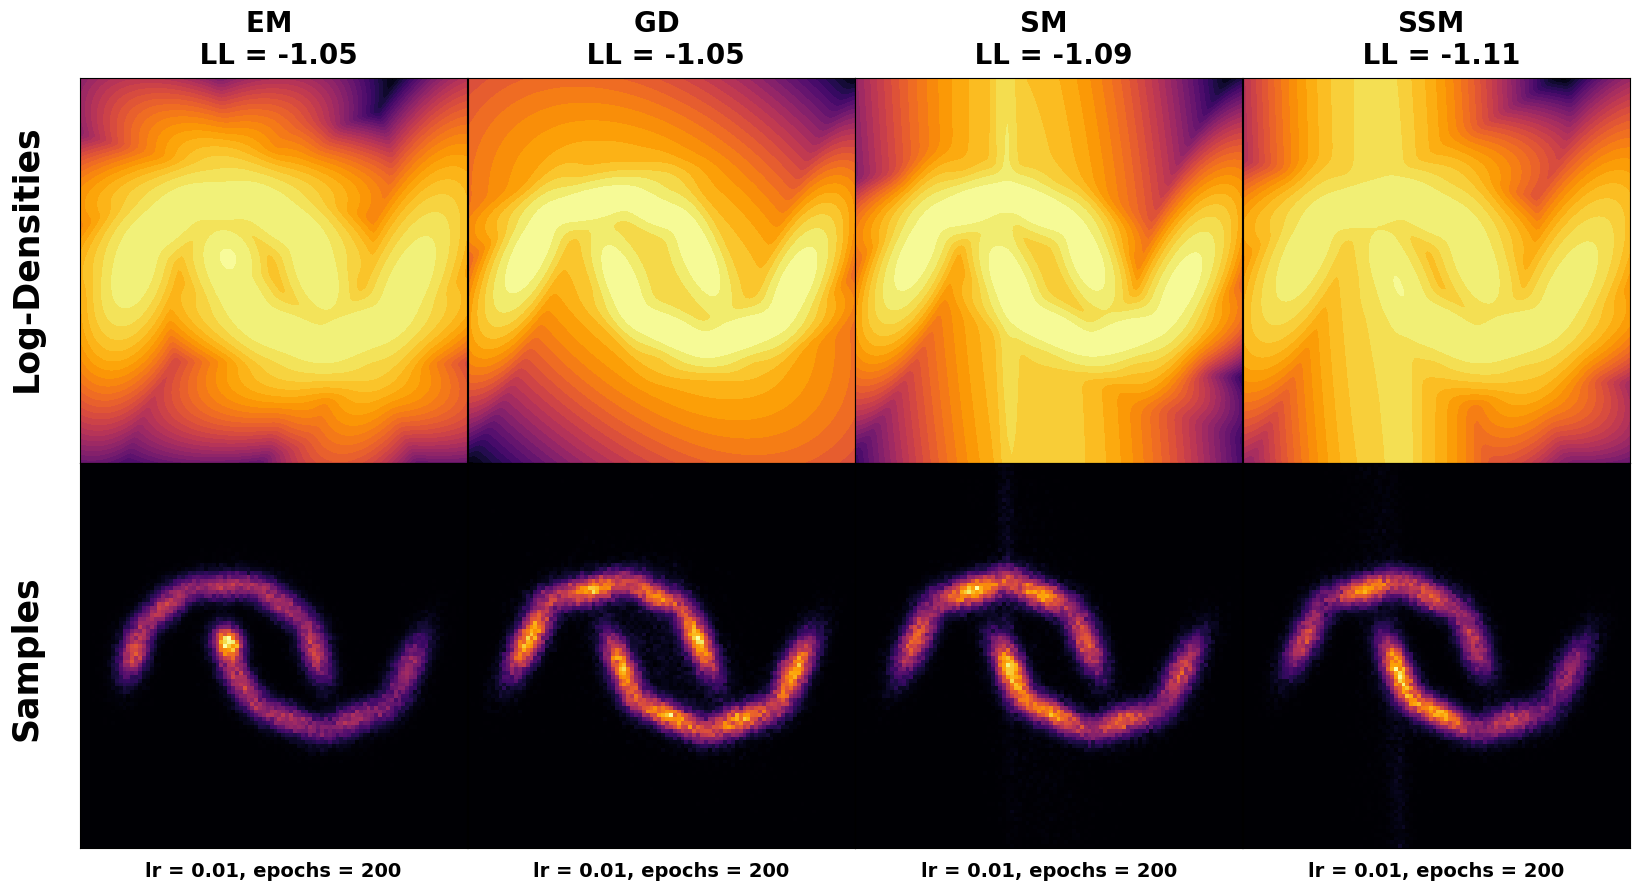 EM
LL = -1.05
GD
LL = -1.05
SM
LL = -1.09
SSM
LL = -1.11
Log-Densities
Samples
lr = 0.01, epochs = 200
lr = 0.01, epochs = 200
lr = 0.01, epochs = 200
lr = 0.01, epochs = 200